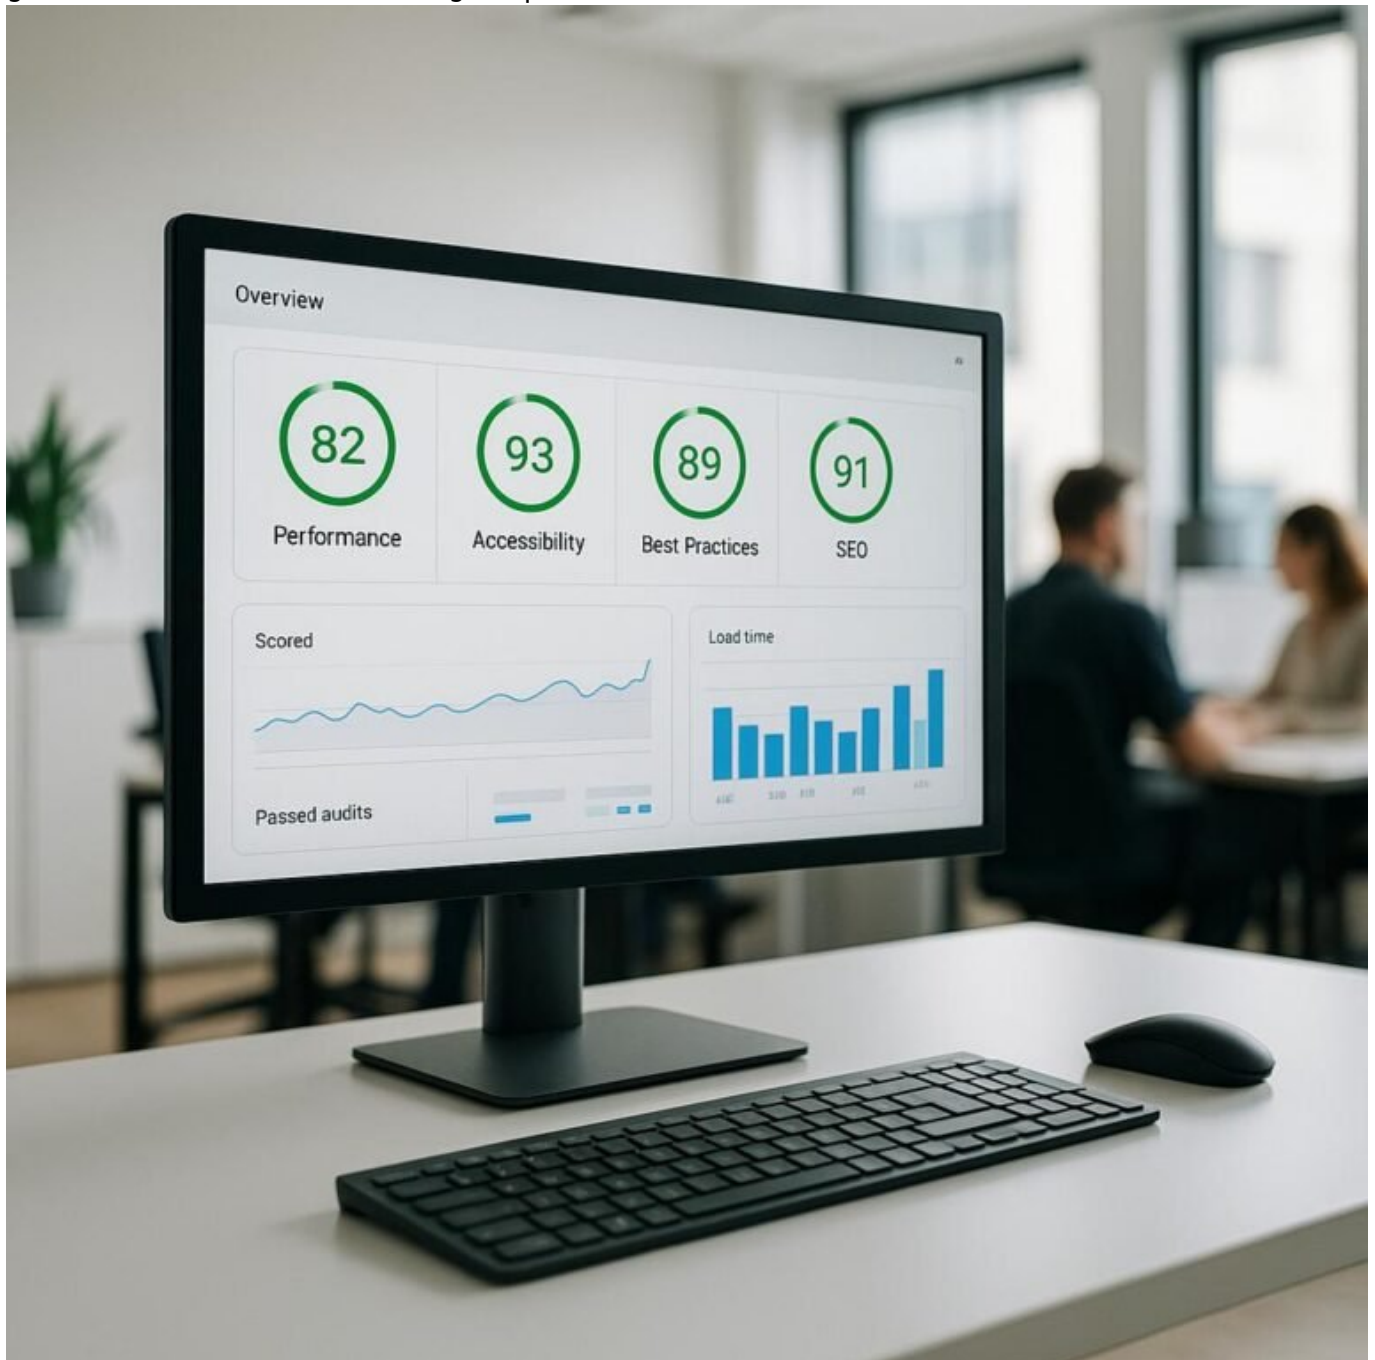 Overview
82
93
89
91
Performance
Accessibility
Best Practices
SEO
Scored
Load time
Passed audits